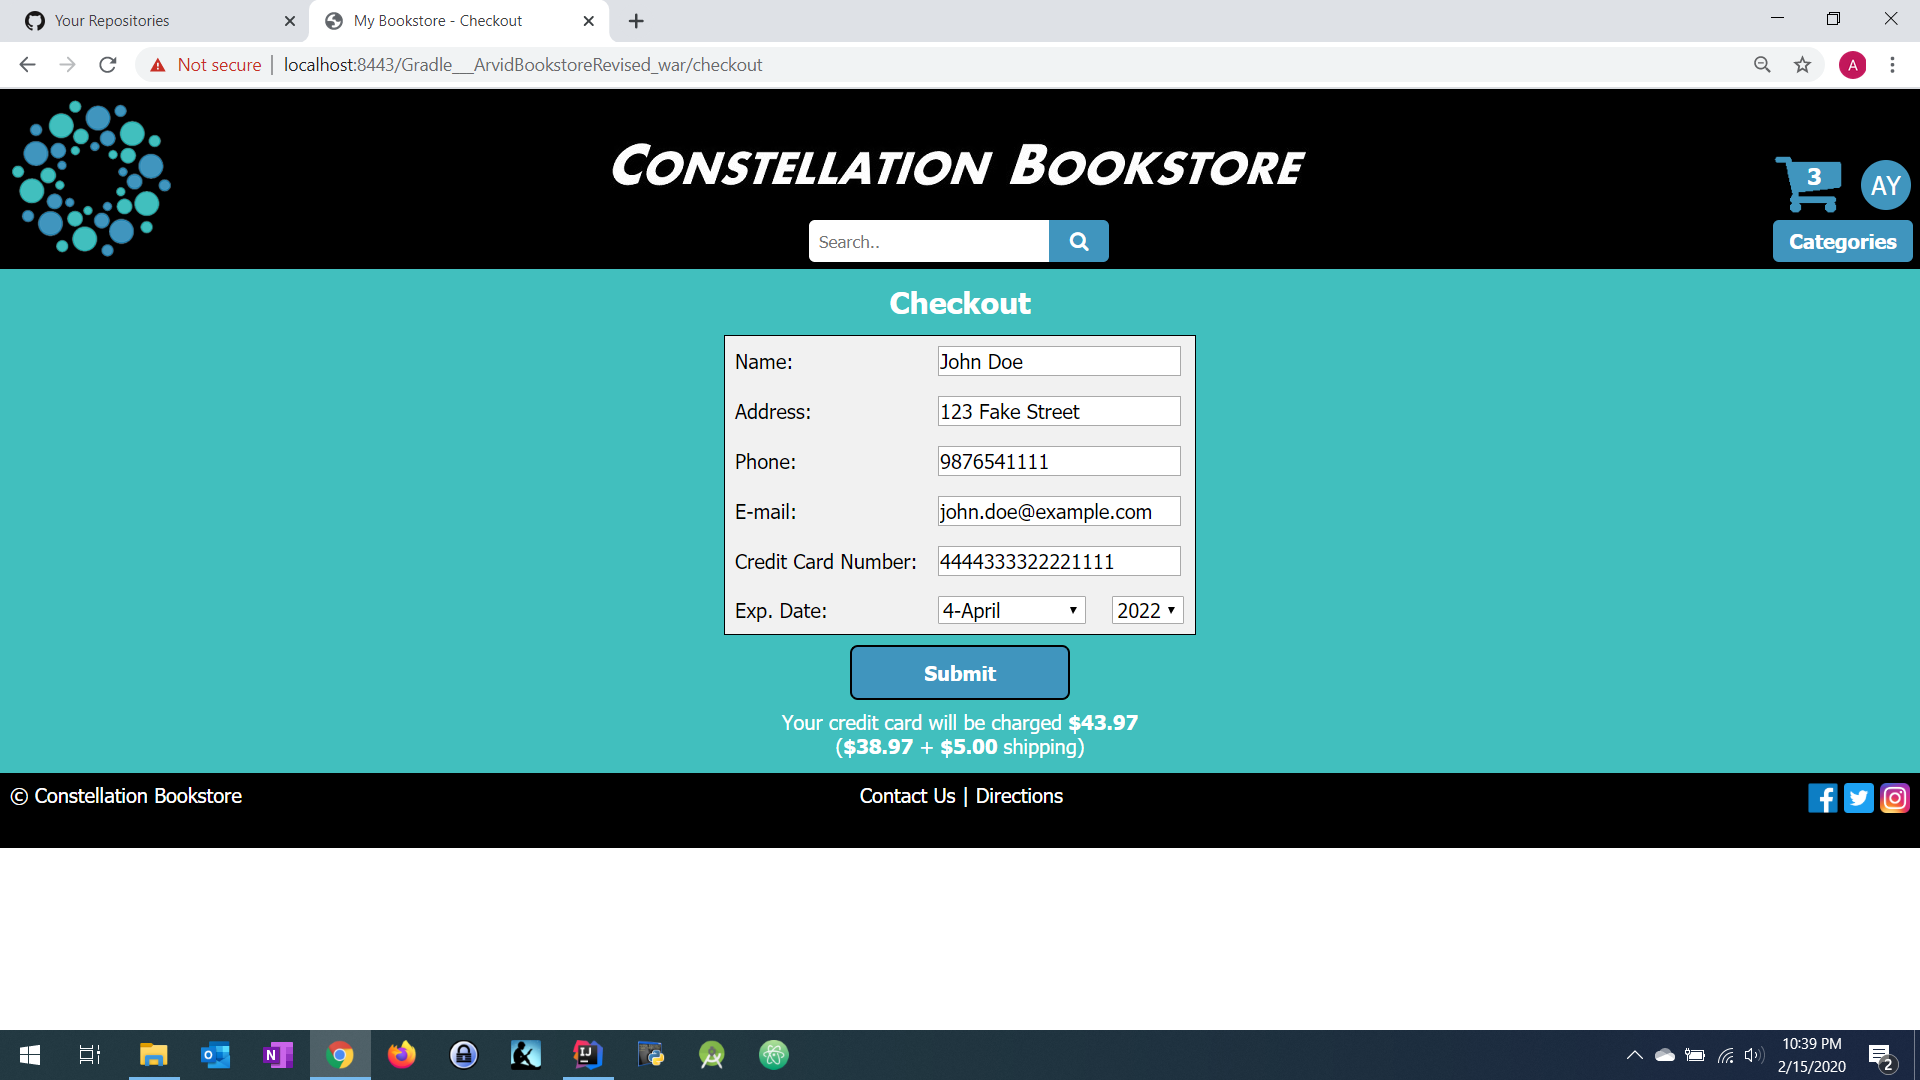 Your Repositories
My Bookstore - Checkout
Not secure | localhost:8443/Gradle___ArvidBookstoreRevised_war/checkout
A
CONSTELLATION BOOKSTORE
3
AY
Search..
Categories
Checkout
Name: John Doe
Address: 123 Fake Street
Phone: 9876541111
E-mail: john.doe@example.com
Credit Card Number: 4444333322221111
Exp. Date: 4-April 2022
Submit
Your credit card will be charged $43.97
($38.97 + $5.00 shipping)
© Constellation Bookstore
Contact Us | Directions
10:39 PM
2/15/2020
2